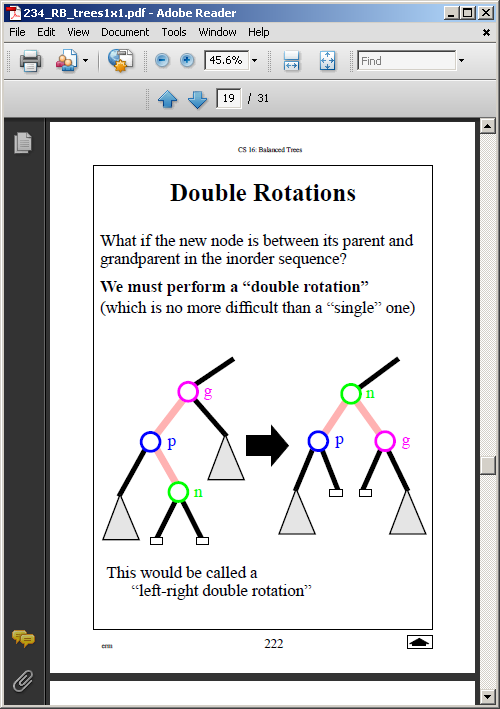 234_RB_trees1x1.pdf - Adobe Reader
File Edit View Document Tools Window Help
45.6% Find
19 / 31
CS 16: Balanced Trees
Double Rotations
What if the new node is between its parent and
grandparent in the inorder sequence?
We must perform a “double rotation”
(which is no more difficult than a “single” one)
g
p
n
n
p
g
This would be called a
“left-right double rotation”
erm 222